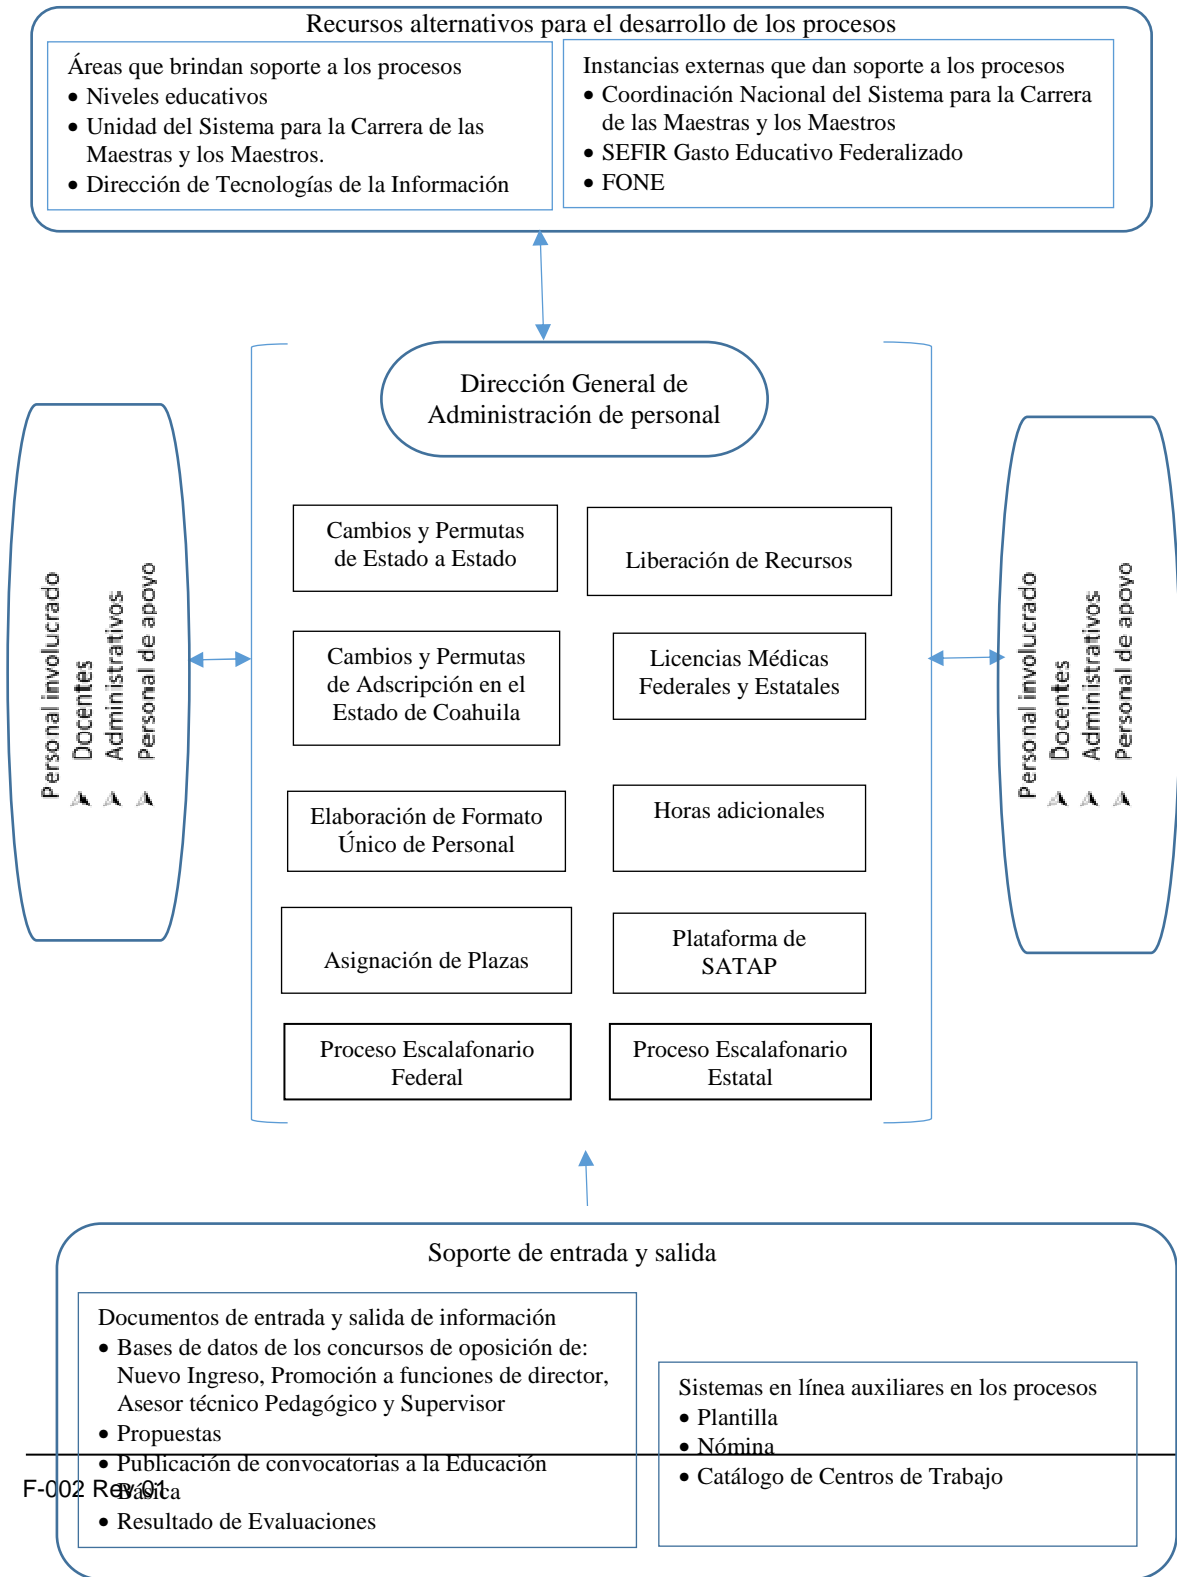 Recursos alternativos para el desarrollo de los procesos
Áreas que brindan soporte a los procesos
• Niveles educativos
• Unidad del Sistema para la Carrera de las
Maestras y los Maestros.
• Dirección de Tecnologías de la Información
Instancias externas que dan soporte a los procesos
• Coordinación Nacional del Sistema para la Carrera
de las Maestras y los Maestros
• SEFIR Gasto Educativo Federalizado
• FONE
Dirección General de
Administración de personal
Personal involucrado
➢ Docentes
➢ Administrativos
➢ Personal de apoyo
Cambios y Permutas
de Estado a Estado
Liberación de Recursos
Cambios y Permutas
de Adscripción en el
Estado de Coahuila
Licencias Médicas
Federales y Estatales
Elaboración de Formato
Único de Personal
Horas adicionales
Asignación de Plazas
Plataforma de
SATAP
Proceso Escalafonario
Federal
Proceso Escalafonario
Estatal
Personal involucrado
➢ Docentes
➢ Administrativos
➢ Personal de apoyo
Soporte de entrada y salida
Documentos de entrada y salida de información
• Bases de datos de los concursos de oposición de:
Nuevo Ingreso, Promoción a funciones de director,
Asesor técnico Pedagógico y Supervisor
• Propuestas
• Publicación de convocatorias a la Educación
Básica
• Resultado de Evaluaciones
Sistemas en línea auxiliares en los procesos
• Plantilla
• Nómina
• Catálogo de Centros de Trabajo
F-002 Rev.01